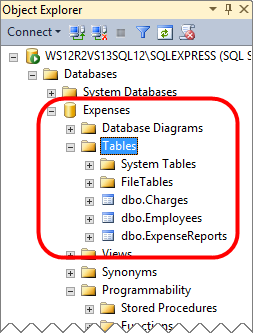 Object Explorer
Connect
WS12R2VS13SQL12\SQLEXPRESS (SQL S
Databases
System Databases
Expenses
Database Diagrams
Tables
System Tables
FileTables
dbo.Charges
dbo.Employees
dbo.ExpenseReports
Views
Synonyms
Programmability
Stored Procedures
Functions